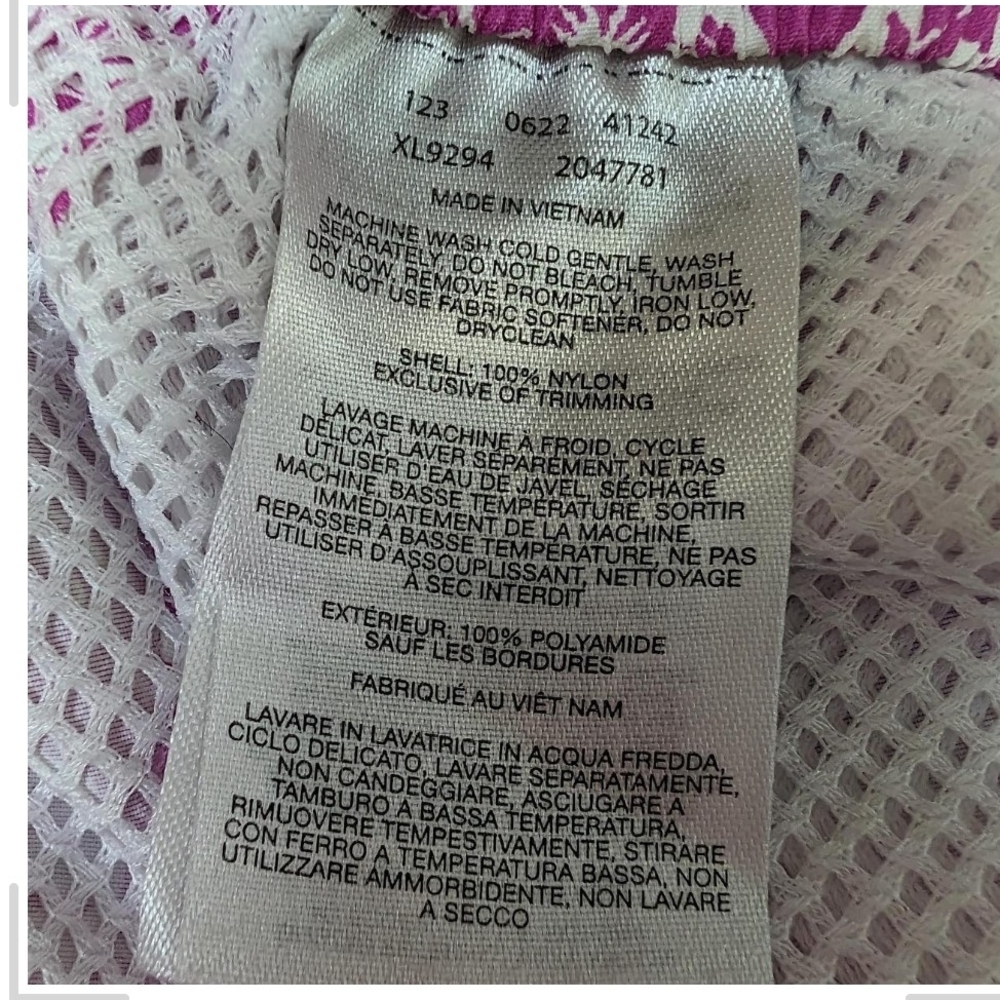 123 0622 41242
XL9294 2047781
MADE IN VIETNAM
MACHINE WASH COLD GENTLE, WASH
SEPARATELY, DO NOT BLEACH, TUMBLE
DRY LOW, REMOVE PROMPTLY, IRON LOW,
DO NOT USE FABRIC SOFTENER, DO NOT
DRYCLEAN
SHELL: 100% NYLON
EXCLUSIVE OF TRIMMING
LAVAGE MACHINE À FROID, CYCLE
DÉLICAT, LAVER SÉPARÉMENT, NE PAS
UTILISER D'EAU DE JAVEL, SÉCHAGE
MACHINE, BASSE TEMPÉRATURE, SORTIR
IMMÉDIATEMENT DE LA MACHINE,
REPASSER À BASSE TEMPÉRATURE, NE PAS
UTILISER D'ASSOUPLISSANT, NETTOYAGE
À SEC INTERDIT
EXTÉRIEUR: 100% POLYAMIDE
SAUF LES BORDURES
FABRIQUÉ AU VIÊT NAM
LAVARE IN LAVATRICE IN ACQUA FREDDA,
CICLO DELICATO, LAVARE SEPARATAMENTE,
NON CANDEGGIARE, ASCIUGARE A
TAMBURO A BASSA TEMPERATURA,
RIMUOVERE TEMPESTIVAMENTE, STIRARE
CON FERRO A TEMPERATURA BASSA, NON
UTILIZZARE AMMORBIDENTE, NON LAVARE
A SECCO